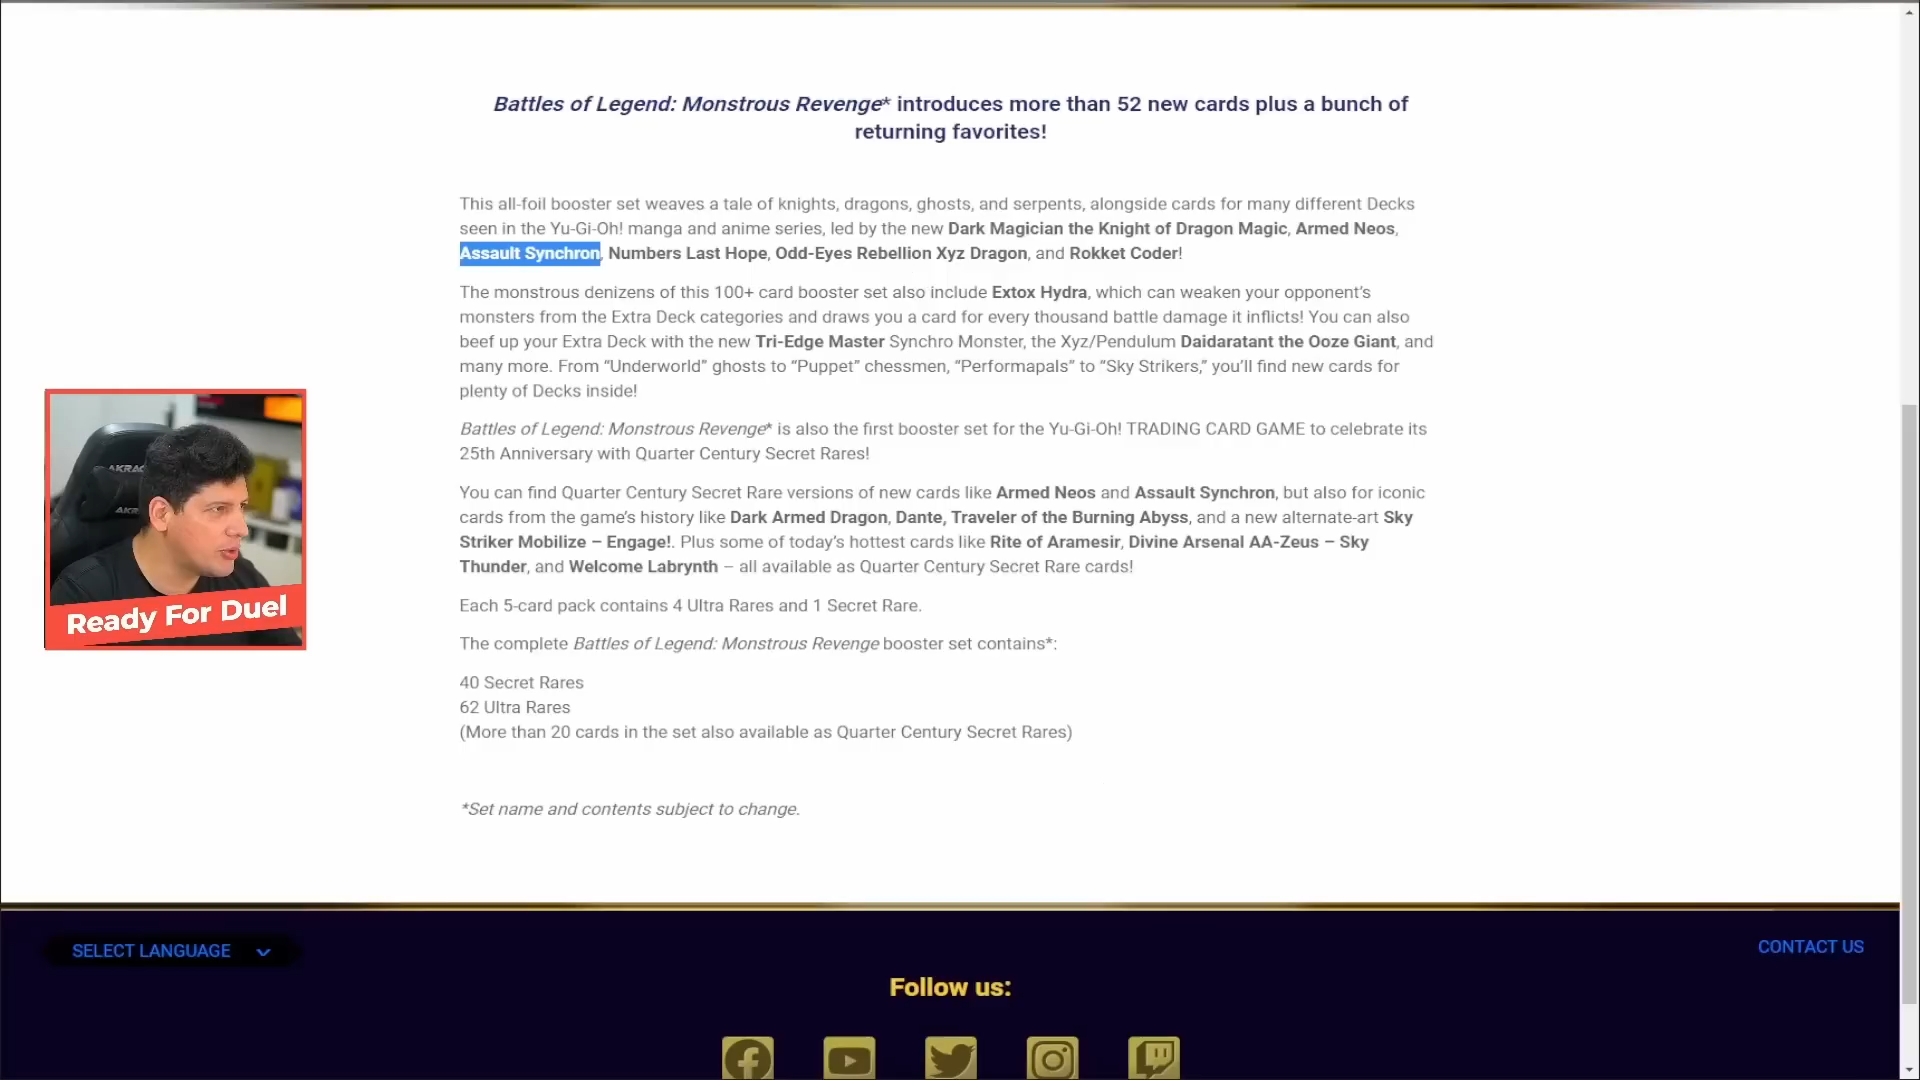 Battles of Legend: Monstrous Revenge* introduces more than 52 new cards plus a bunch of
returning favorites!
This all-foil booster set weaves a tale of knights, dragons, ghosts, and serpents, alongside cards for many different Decks
seen in the Yu-Gi-Oh! manga and anime series, led by the new Dark Magician the Knight of Dragon Magic, Armed Neos,
Assault Synchron, Numbers Last Hope, Odd-Eyes Rebellion Xyz Dragon, and Rokket Coder!
The monstrous denizens of this 100+ card booster set also include Extox Hydra, which can weaken your opponent’s
monsters from the Extra Deck categories and draws you a card for every thousand battle damage it inflicts! You can also
beef up your Extra Deck with the new Tri-Edge Master Synchro Monster, the Xyz/Pendulum Daidaratant the Ooze Giant, and
many more. From “Underworld” ghosts to “Puppet” chessmen, “Performapals” to “Sky Strikers,” you’ll find new cards for
plenty of Decks inside!
Battles of Legend: Monstrous Revenge* is also the first booster set for the Yu-Gi-Oh! TRADING CARD GAME to celebrate its
25th Anniversary with Quarter Century Secret Rares!
You can find Quarter Century Secret Rare versions of new cards like Armed Neos and Assault Synchron, but also for iconic
cards from the game’s history like Dark Armed Dragon, Dante, Traveler of the Burning Abyss, and a new alternate-art Sky
Striker Mobilize – Engage!. Plus some of today’s hottest cards like Rite of Aramesir, Divine Arsenal AA-Zeus – Sky
Thunder, and Welcome Labrynth – all available as Quarter Century Secret Rare cards!
Each 5-card pack contains 4 Ultra Rares and 1 Secret Rare.
The complete Battles of Legend: Monstrous Revenge booster set contains*:
40 Secret Rares
62 Ultra Rares
(More than 20 cards in the set also available as Quarter Century Secret Rares)
*Set name and contents subject to change.
AKRAC
AKR
Ready For Duel
SELECT LANGUAGE
CONTACT US
Follow us: